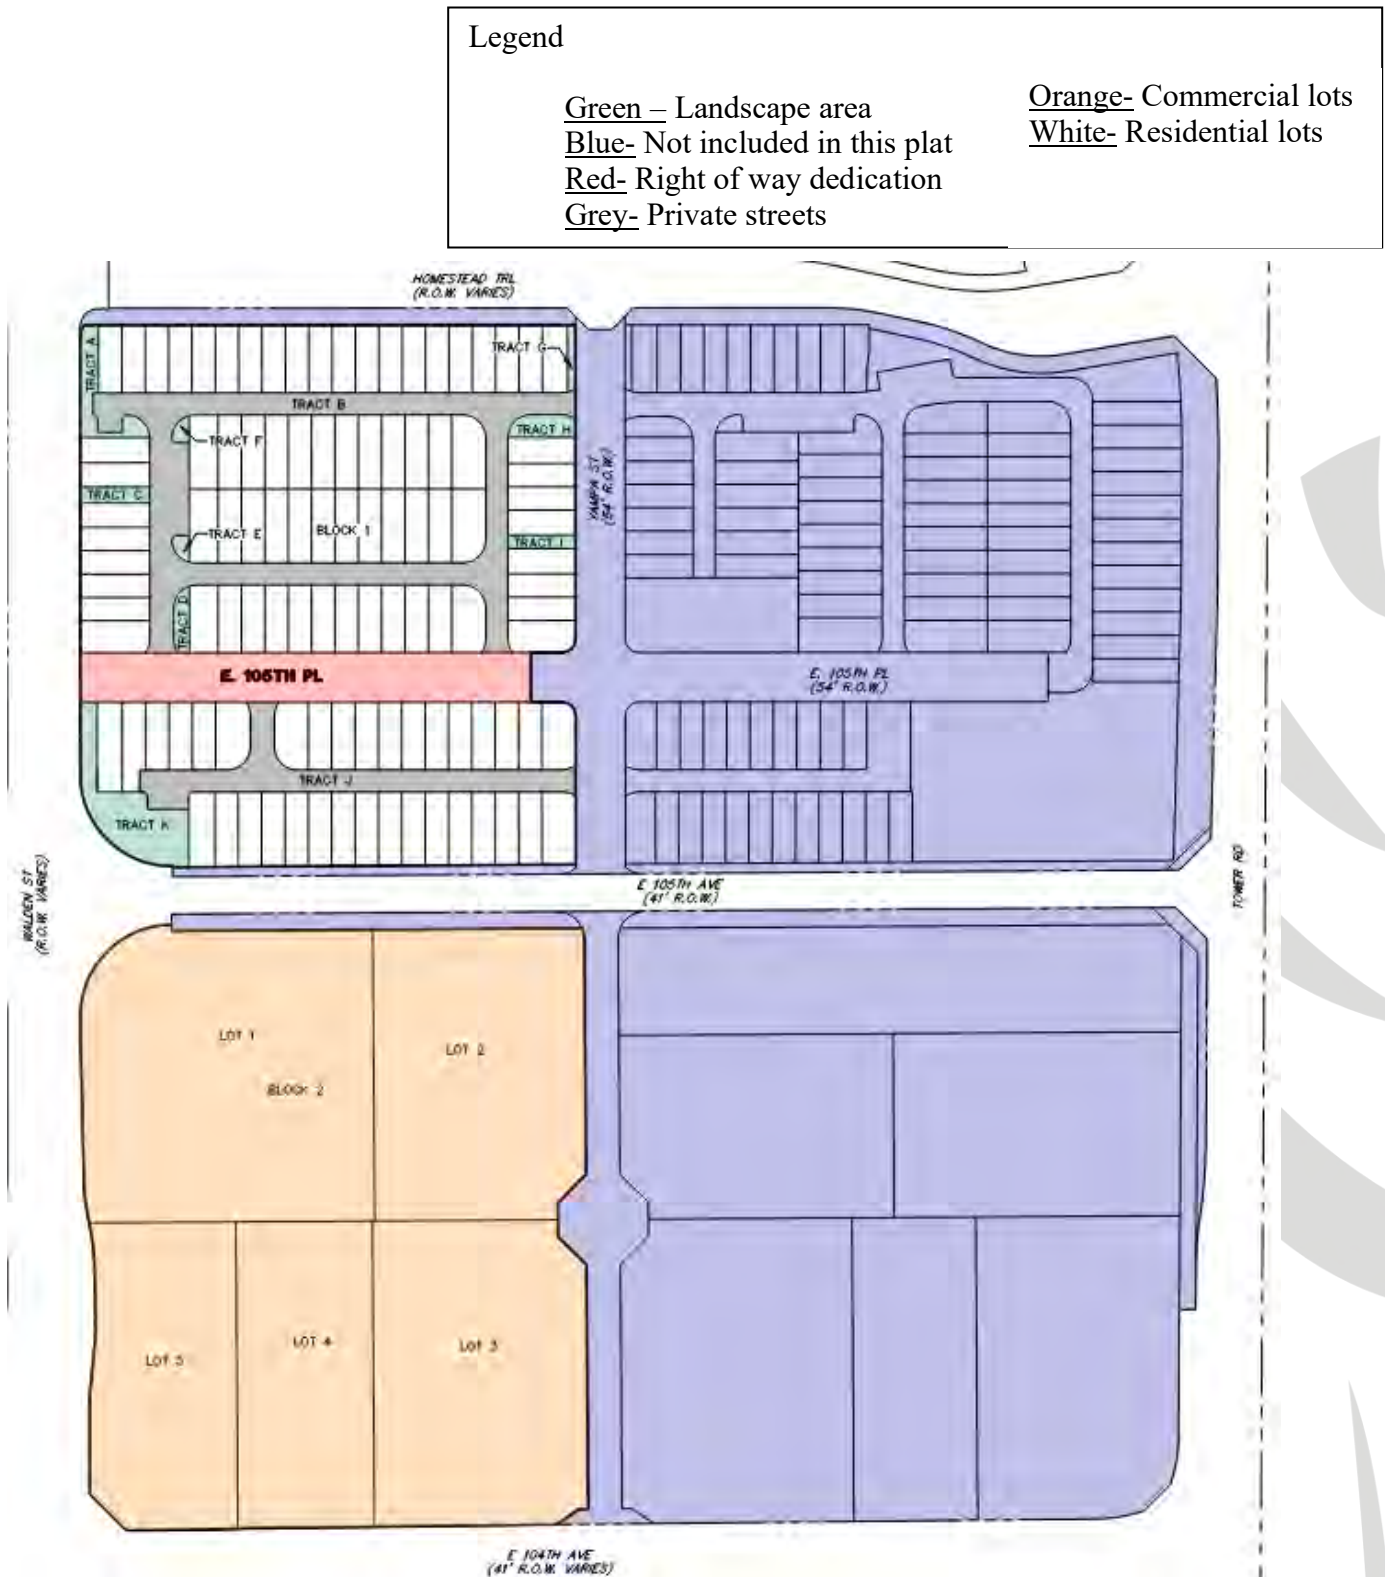 Legend
Green – Landscape area
Blue- Not included in this plat
Red- Right of way dedication
Grey- Private streets
Orange- Commercial lots
White- Residential lots
HOMESTEAD TRL
(R.O.W. VARIES)
TRACT A
TRACT G
TRACT B
TRACT F
TRACT H
TRACT C
YAMPA ST
(54' R.O.W.)
TRACT E
BLOCK 1
TRACT I
TRACT D
E. 105TH PL
E. 105TH PL
(54' R.O.W.)
TRACT J
TRACT K
E 105TH AVE
(41' R.O.W.)
WALDEN ST
(R.O.W. VARIES)
TOWER RD
LOT 1
LOT 2
BLOCK 2
LOT 5
LOT 4
LOT 3
E 104TH AVE
(41' R.O.W. VARIES)